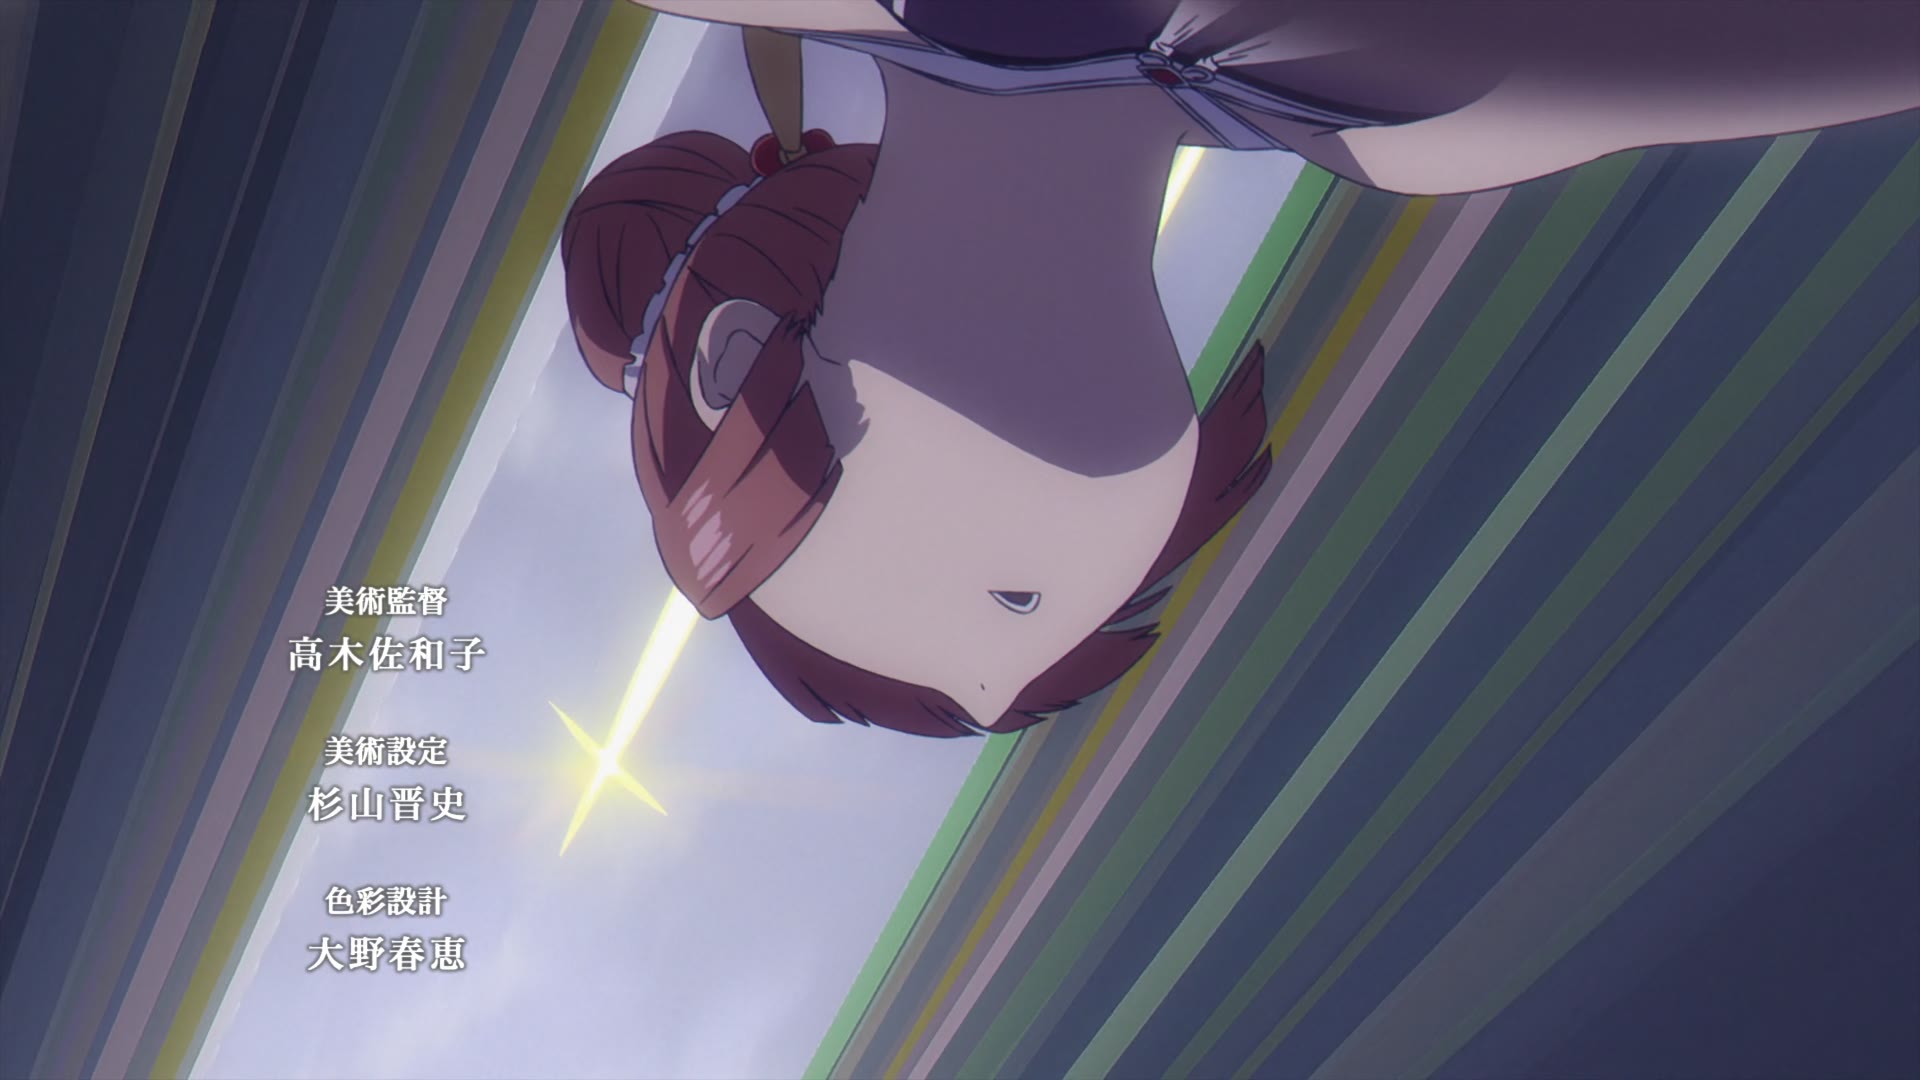 美術監督
高木佐和子
美術設定
杉山晋史
色彩設計
大野春恵